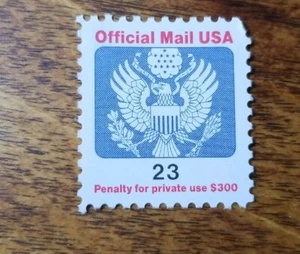 Official Mail USA
23
Penalty for private use $300